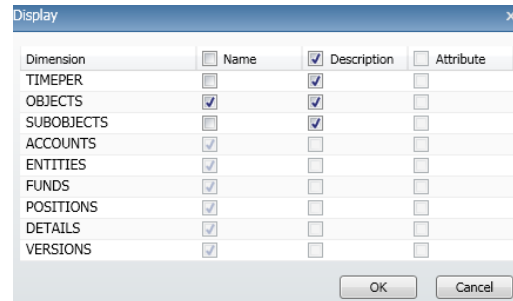 Display
Dimension Name Description Attribute
TIMEPER
OBJECTS
SUBOBJECTS
ACCOUNTS
ENTITIES
FUNDS
POSITIONS
DETAILS
VERSIONS
OK Cancel